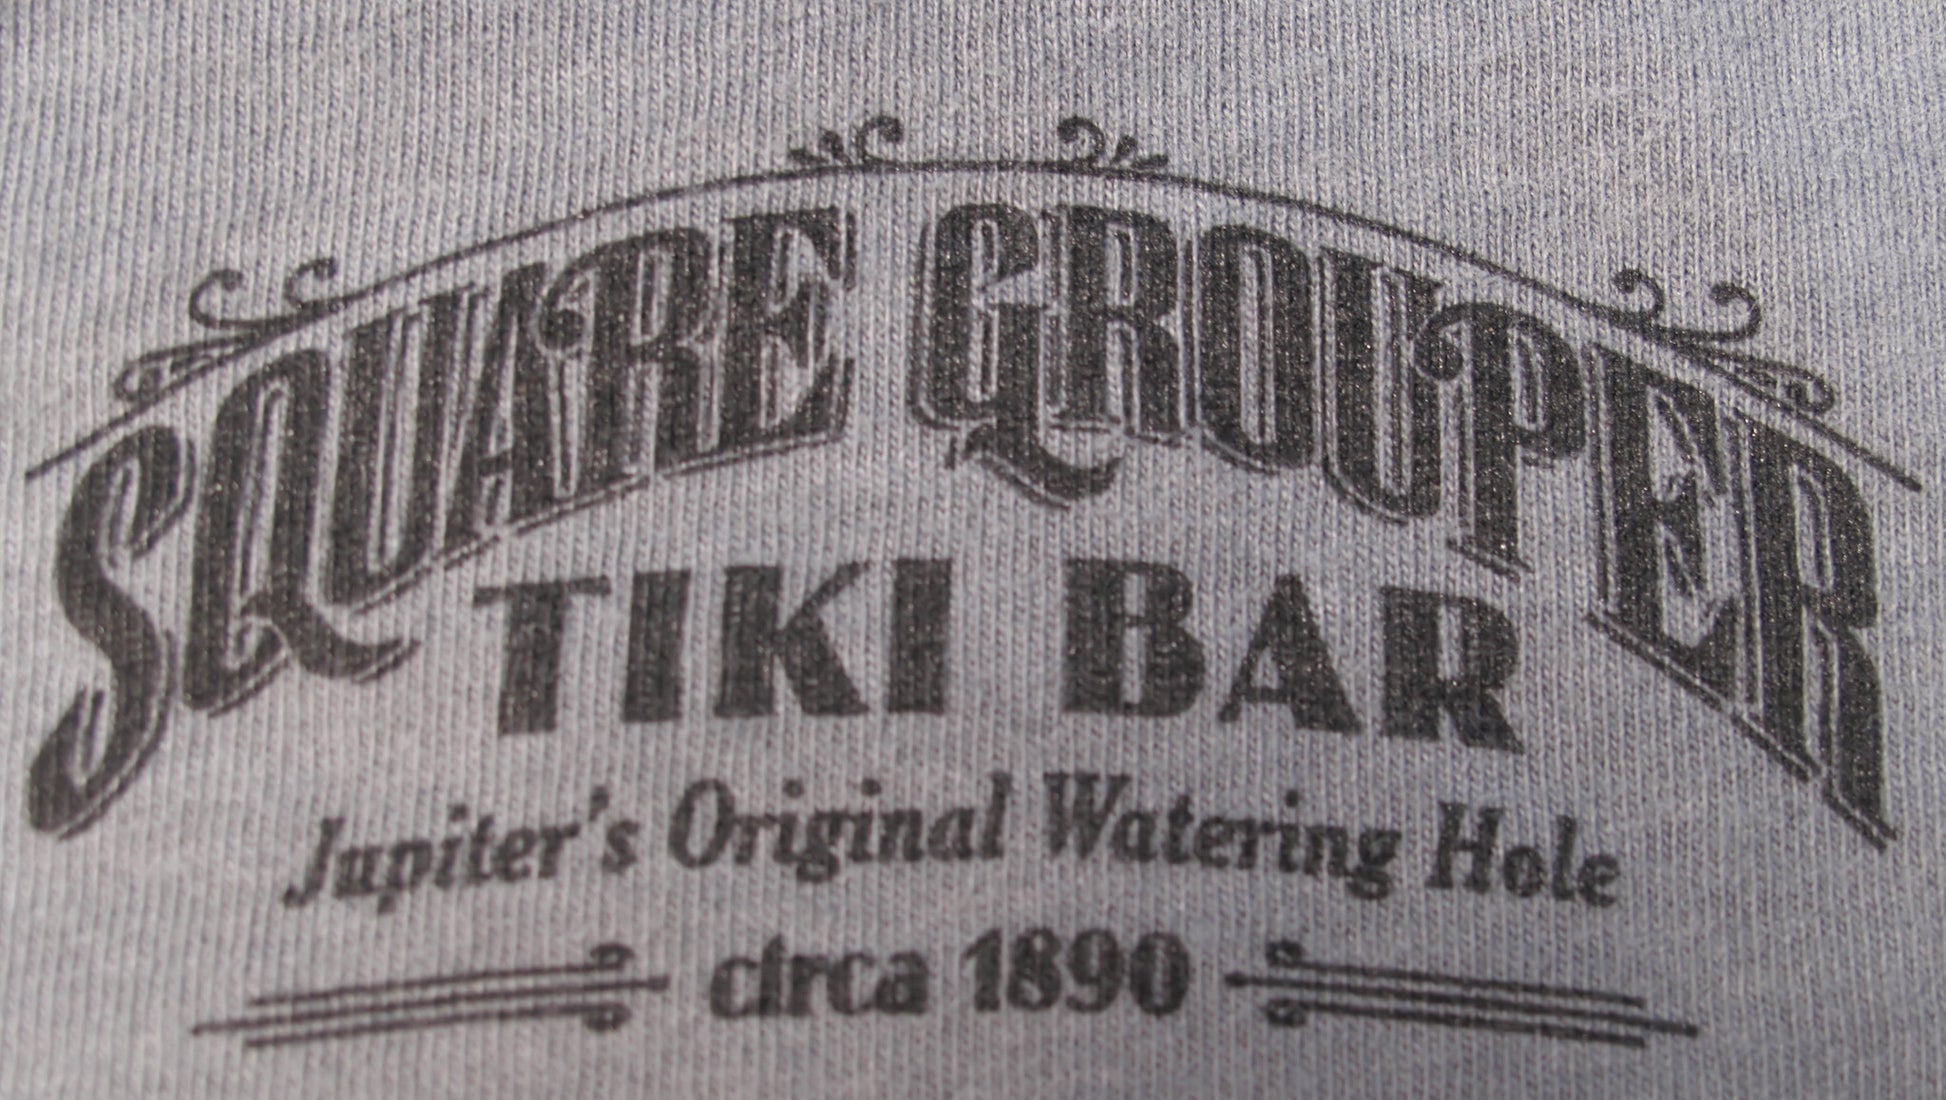 SQUARE GROUPER
TIKI BAR
Jupiter's Original Watering Hole
circa 1890